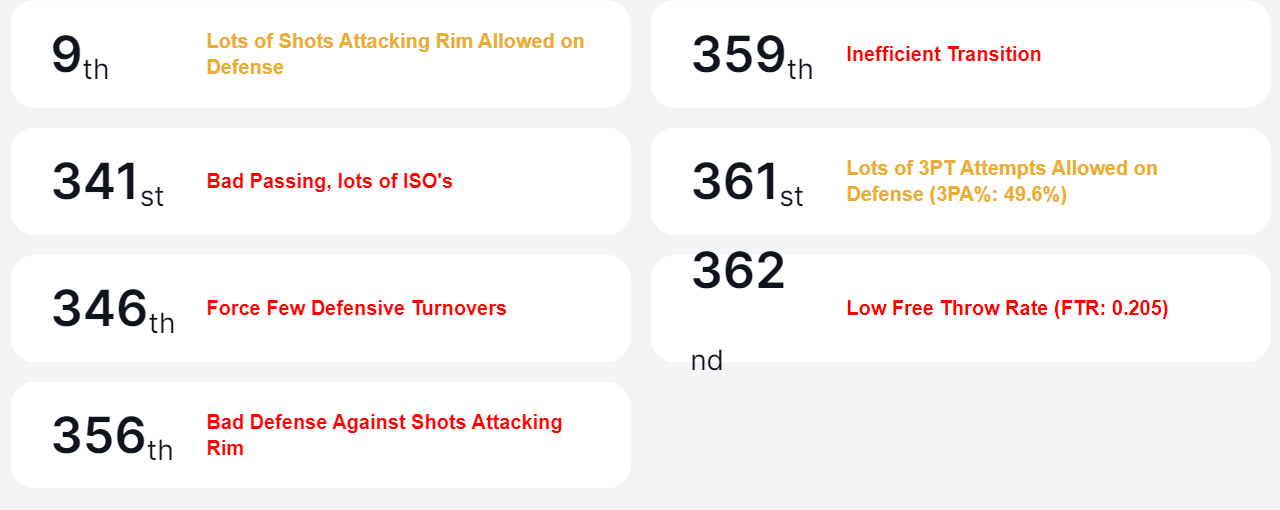 9th
Lots of Shots Attacking Rim Allowed on
Defense
341st
Bad Passing, lots of ISO's
346th
Force Few Defensive Turnovers
356th
Bad Defense Against Shots Attacking
Rim
359th
Inefficient Transition
361st
Lots of 3PT Attempts Allowed on
Defense (3PA%: 49.6%)
362
nd
Low Free Throw Rate (FTR: 0.205)